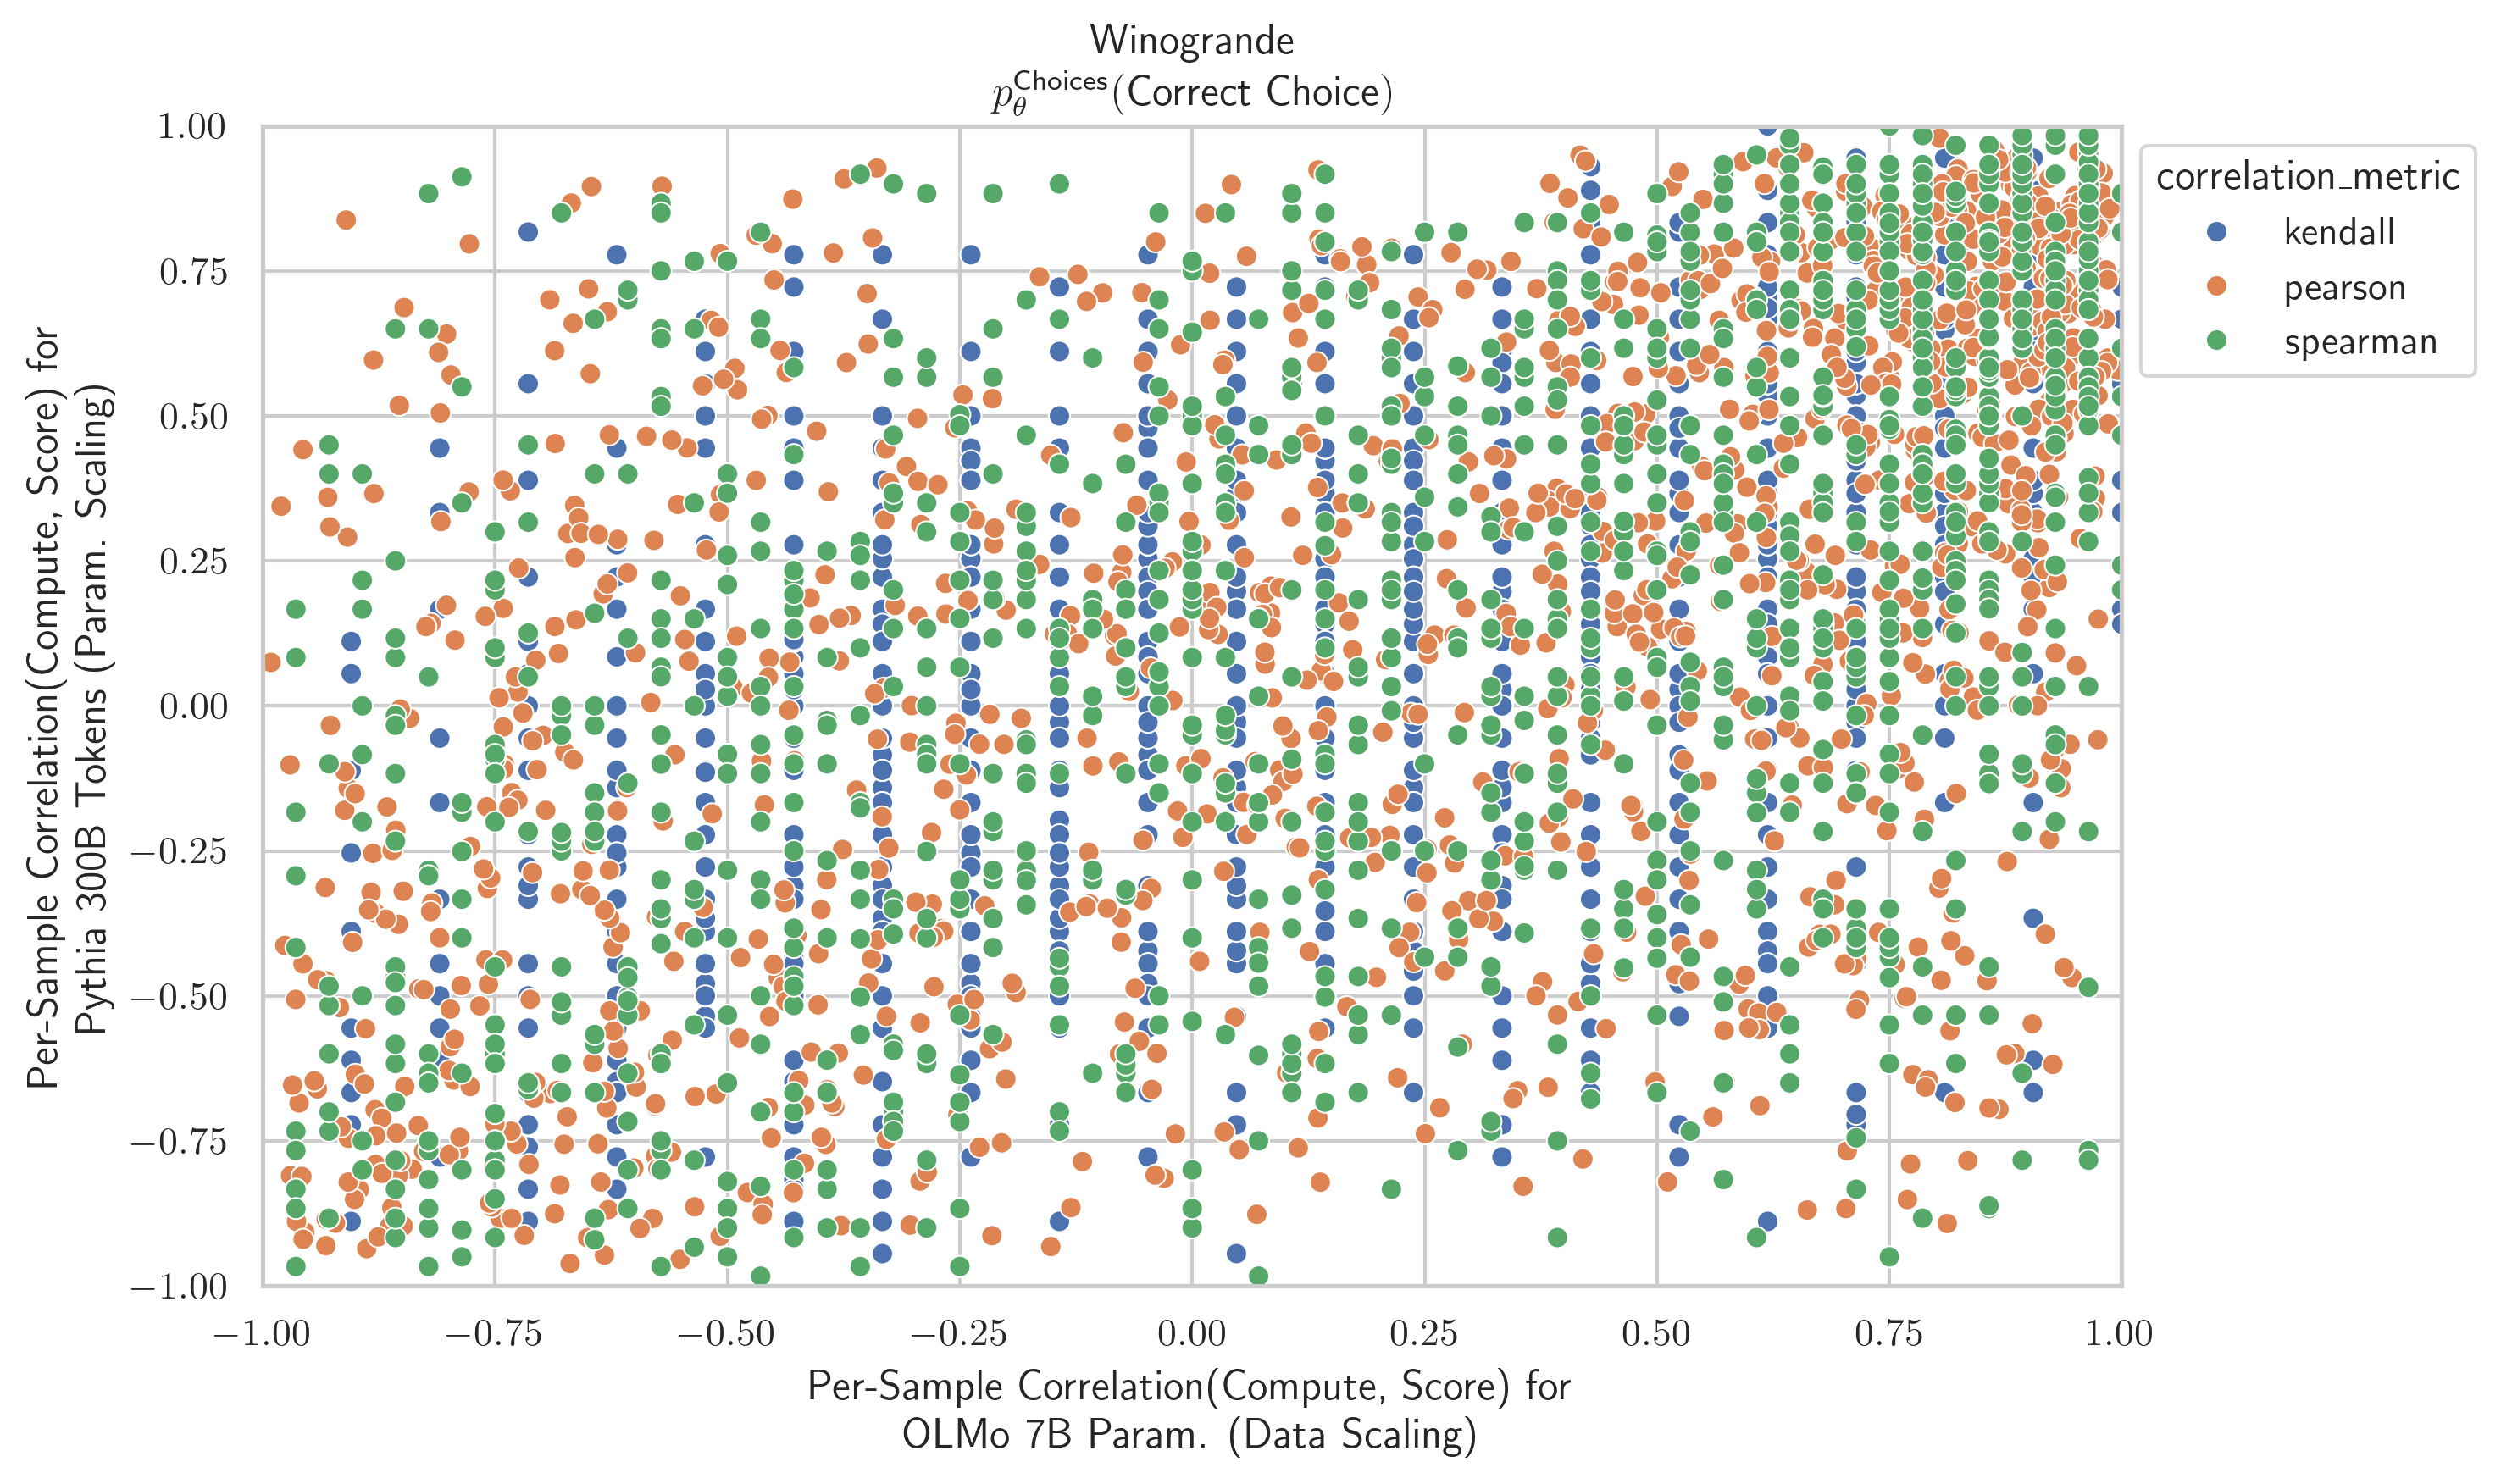 Winogrande
p_θ^Choices(Correct Choice)
1.00
0.75
0.50
0.25
0.00
−0.25
−0.50
−0.75
−1.00
Per-Sample Correlation(Compute, Score) for
Pythia 300B Tokens (Param. Scaling)
−1.00 −0.75 −0.50 −0.25 0.00 0.25 0.50 0.75 1.00
Per-Sample Correlation(Compute, Score) for
OLMo 7B Param. (Data Scaling)
correlation_metric
kendall
pearson
spearman